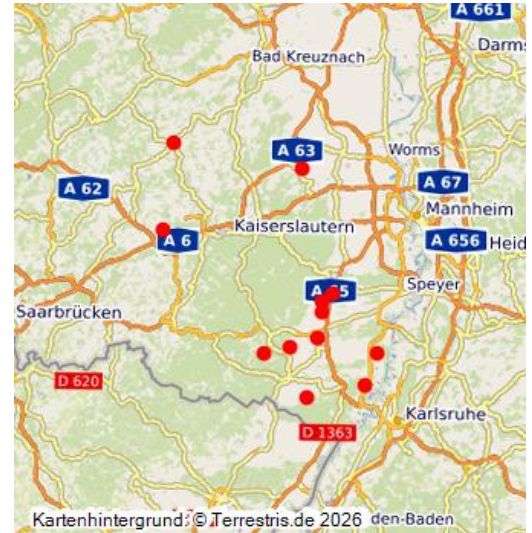 A 661
Bad Kreuznach
Darms
Worms
A 63
A 62
A 67
Mannheim
Kaiserslautern
A 6
A 656
Heid
Speyer
Saarbrücken
D 620
Karlsruhe
D 1363
Kartenhintergrund: © Terrestris.de 2026
den-Baden